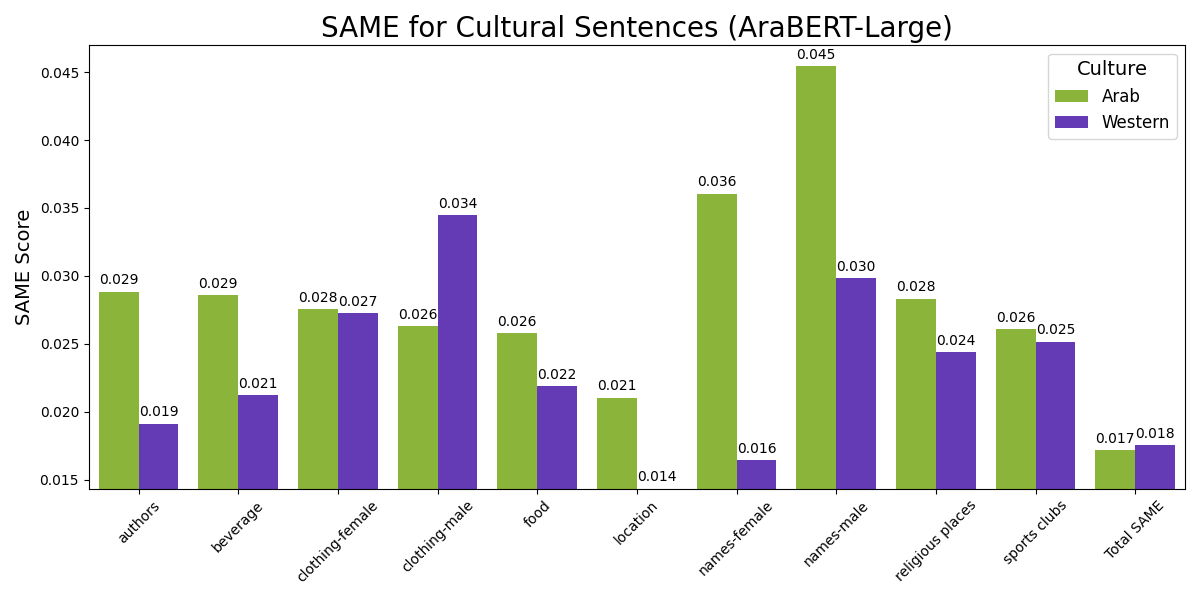 SAME for Cultural Sentences (AraBERT-Large)
SAME Score
0.045
0.040
0.035
0.030
0.025
0.020
0.015
Culture
Arab
Western
0.029
0.019
0.029
0.021
0.028
0.027
0.026
0.034
0.026
0.022
0.021
0.014
0.036
0.016
0.045
0.030
0.028
0.024
0.026
0.025
0.017
0.018
authors
beverage
clothing-female
clothing-male
food
location
names-female
names-male
religious places
sports clubs
Total SAME